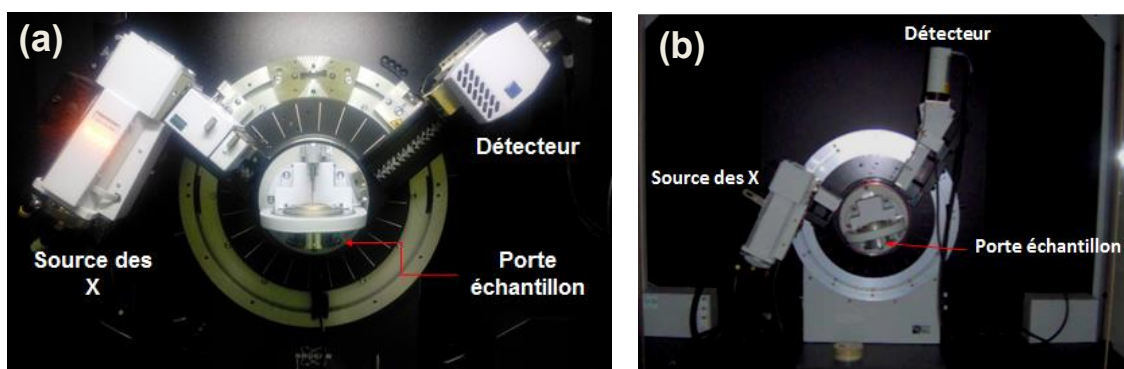 (a)
Détecteur
Source des
X
Porte
échantillon
(b)
Détecteur
Source des X
Porte échantillon